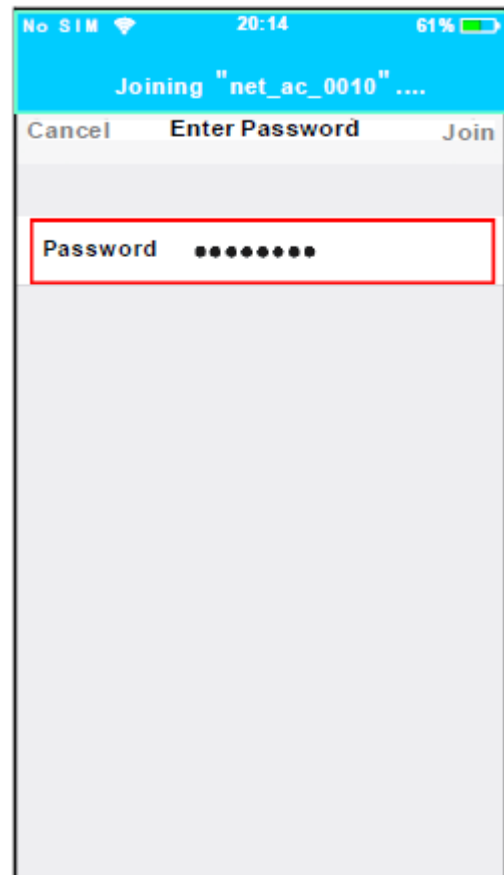 No SIM 20:14 61%
Joining "net_ac_0010"....
Cancel Enter Password Join
Password ●●●●●●●●